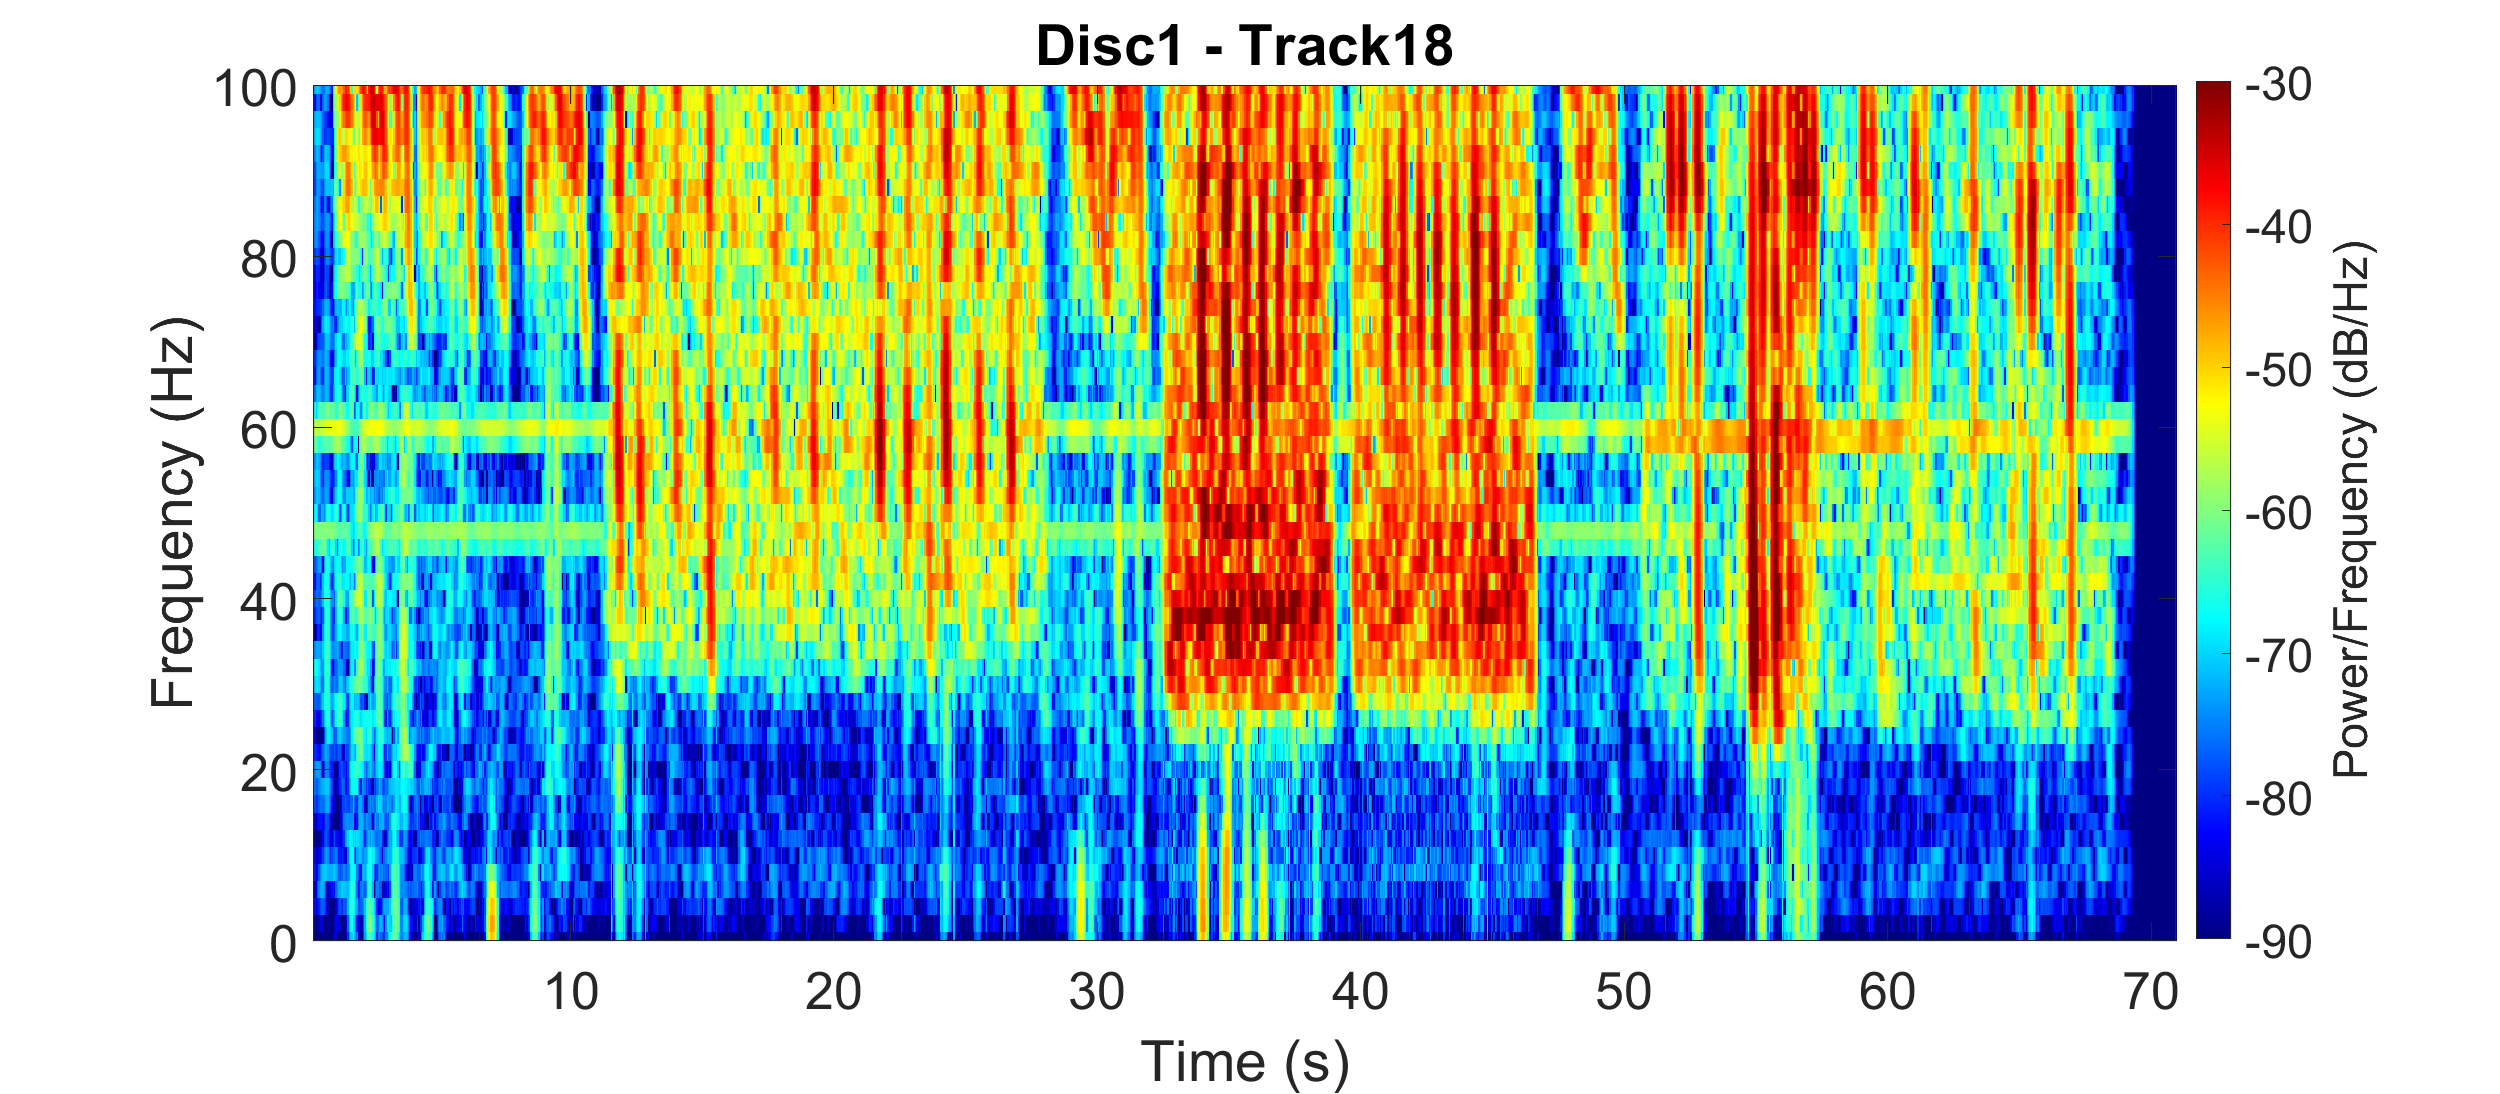 Disc1 - Track18
100
80
60
40
20
0
Frequency (Hz)
10 20 30 40 50 60 70
Time (s)
-30
-40
-50
-60
-70
-80
-90
Power/Frequency (dB/Hz)